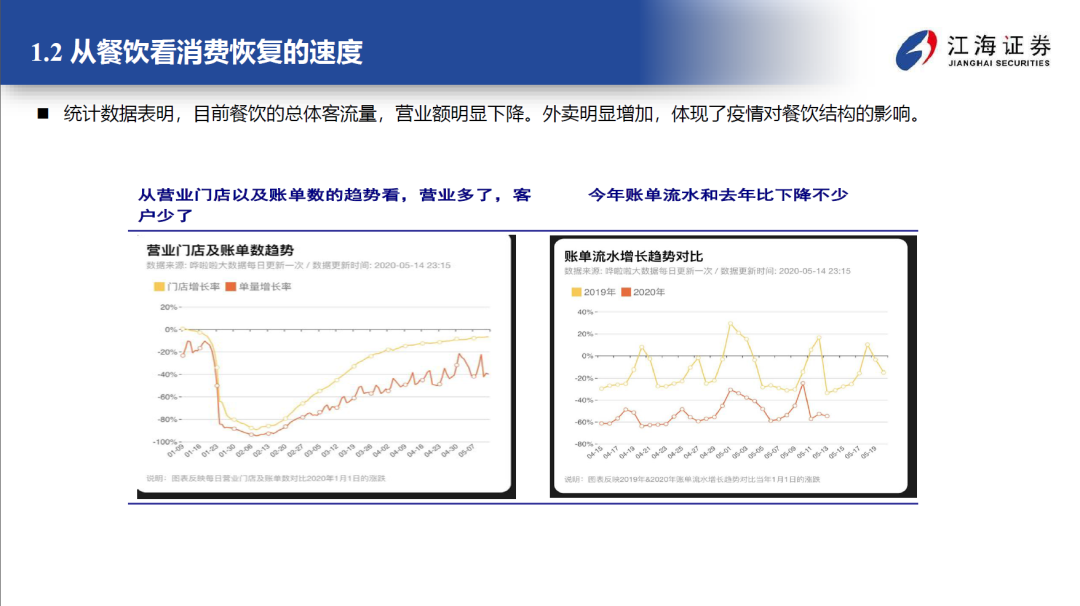 1.2 从餐饮看消费恢复的速度
江海证券
JIANGHAI SECURITIES
■ 统计数据表明，目前餐饮的总体客流量，营业额明显下降。外卖明显增加，体现了疫情对餐饮结构的影响。
从营业门店以及账单数的趋势看，营业多了，客
户少了
营业门店及账单数趋势
数据来源: 哗啦啦大数据每日更新一次 / 数据更新时间: 2020-05-14 23:15
门店增长率 单量增长率
20%
0%
-20%
-40%
-60%
-80%
-100%
01-09 01-16 01-23 01-30 02-06 02-13 02-20 02-27 03-05 03-12 03-19 03-26 04-02 04-09 04-16 04-23 04-30 05-07
说明: 图表反映每日营业门店及账单数对比2020年1月1日的涨跌
今年账单流水和去年比下降不少
账单流水增长趋势对比
数据来源: 哗啦啦大数据每日更新一次 / 数据更新时间: 2020-05-14 23:15
2019年 2020年
40%
20%
0%
-20%
-40%
-60%
-80%
04-15 04-17 04-19 04-21 04-23 04-25 04-27 04-29 05-01 05-03 05-05 05-07 05-09 05-11 05-13 05-15 05-17 05-19
说明: 图表反映2019年&2020年账单流水增长趋势对比当年1月1日的涨跌